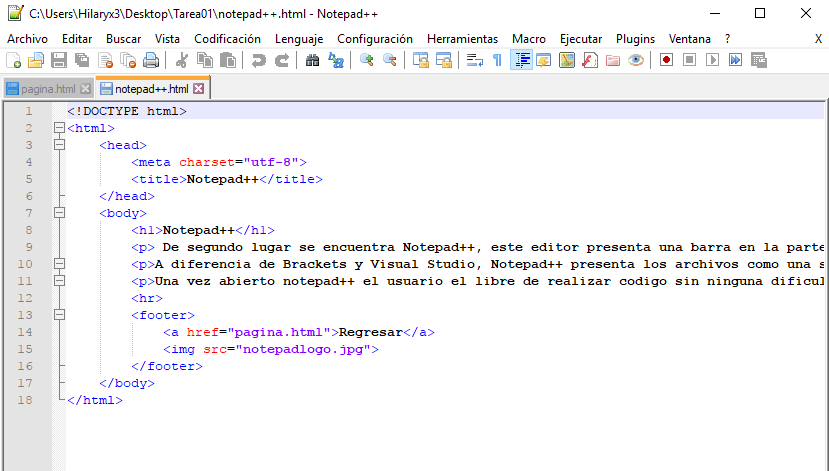 C:\Users\Hilaryx3\Desktop\Tarea01\notepad++.html - Notepad++
Archivo Editar Buscar Vista Codificación Lenguaje Configuración Herramientas Macro Ejecutar Plugins Ventana ? X
pagina.html notepad++.html
1 <!DOCTYPE html>
2 <html>
3 <head>
4 <meta charset="utf-8">
5 <title>Notepad++</title>
6 </head>
7 <body>
8 <h1>Notepad++</h1>
9 <p> De segundo lugar se encuentra Notepad++, este editor presenta una barra en la parte
10 <p>A diferencia de Brackets y Visual Studio, Notepad++ presenta los archivos como una s
11 <p>Una vez abierto notepad++ el usuario el libre de realizar codigo sin ninguna dificul
12 <hr>
13 <footer>
14 <a href="pagina.html">Regresar</a>
15 <img src="notepadlogo.jpg">
16 </footer>
17 </body>
18 </html>